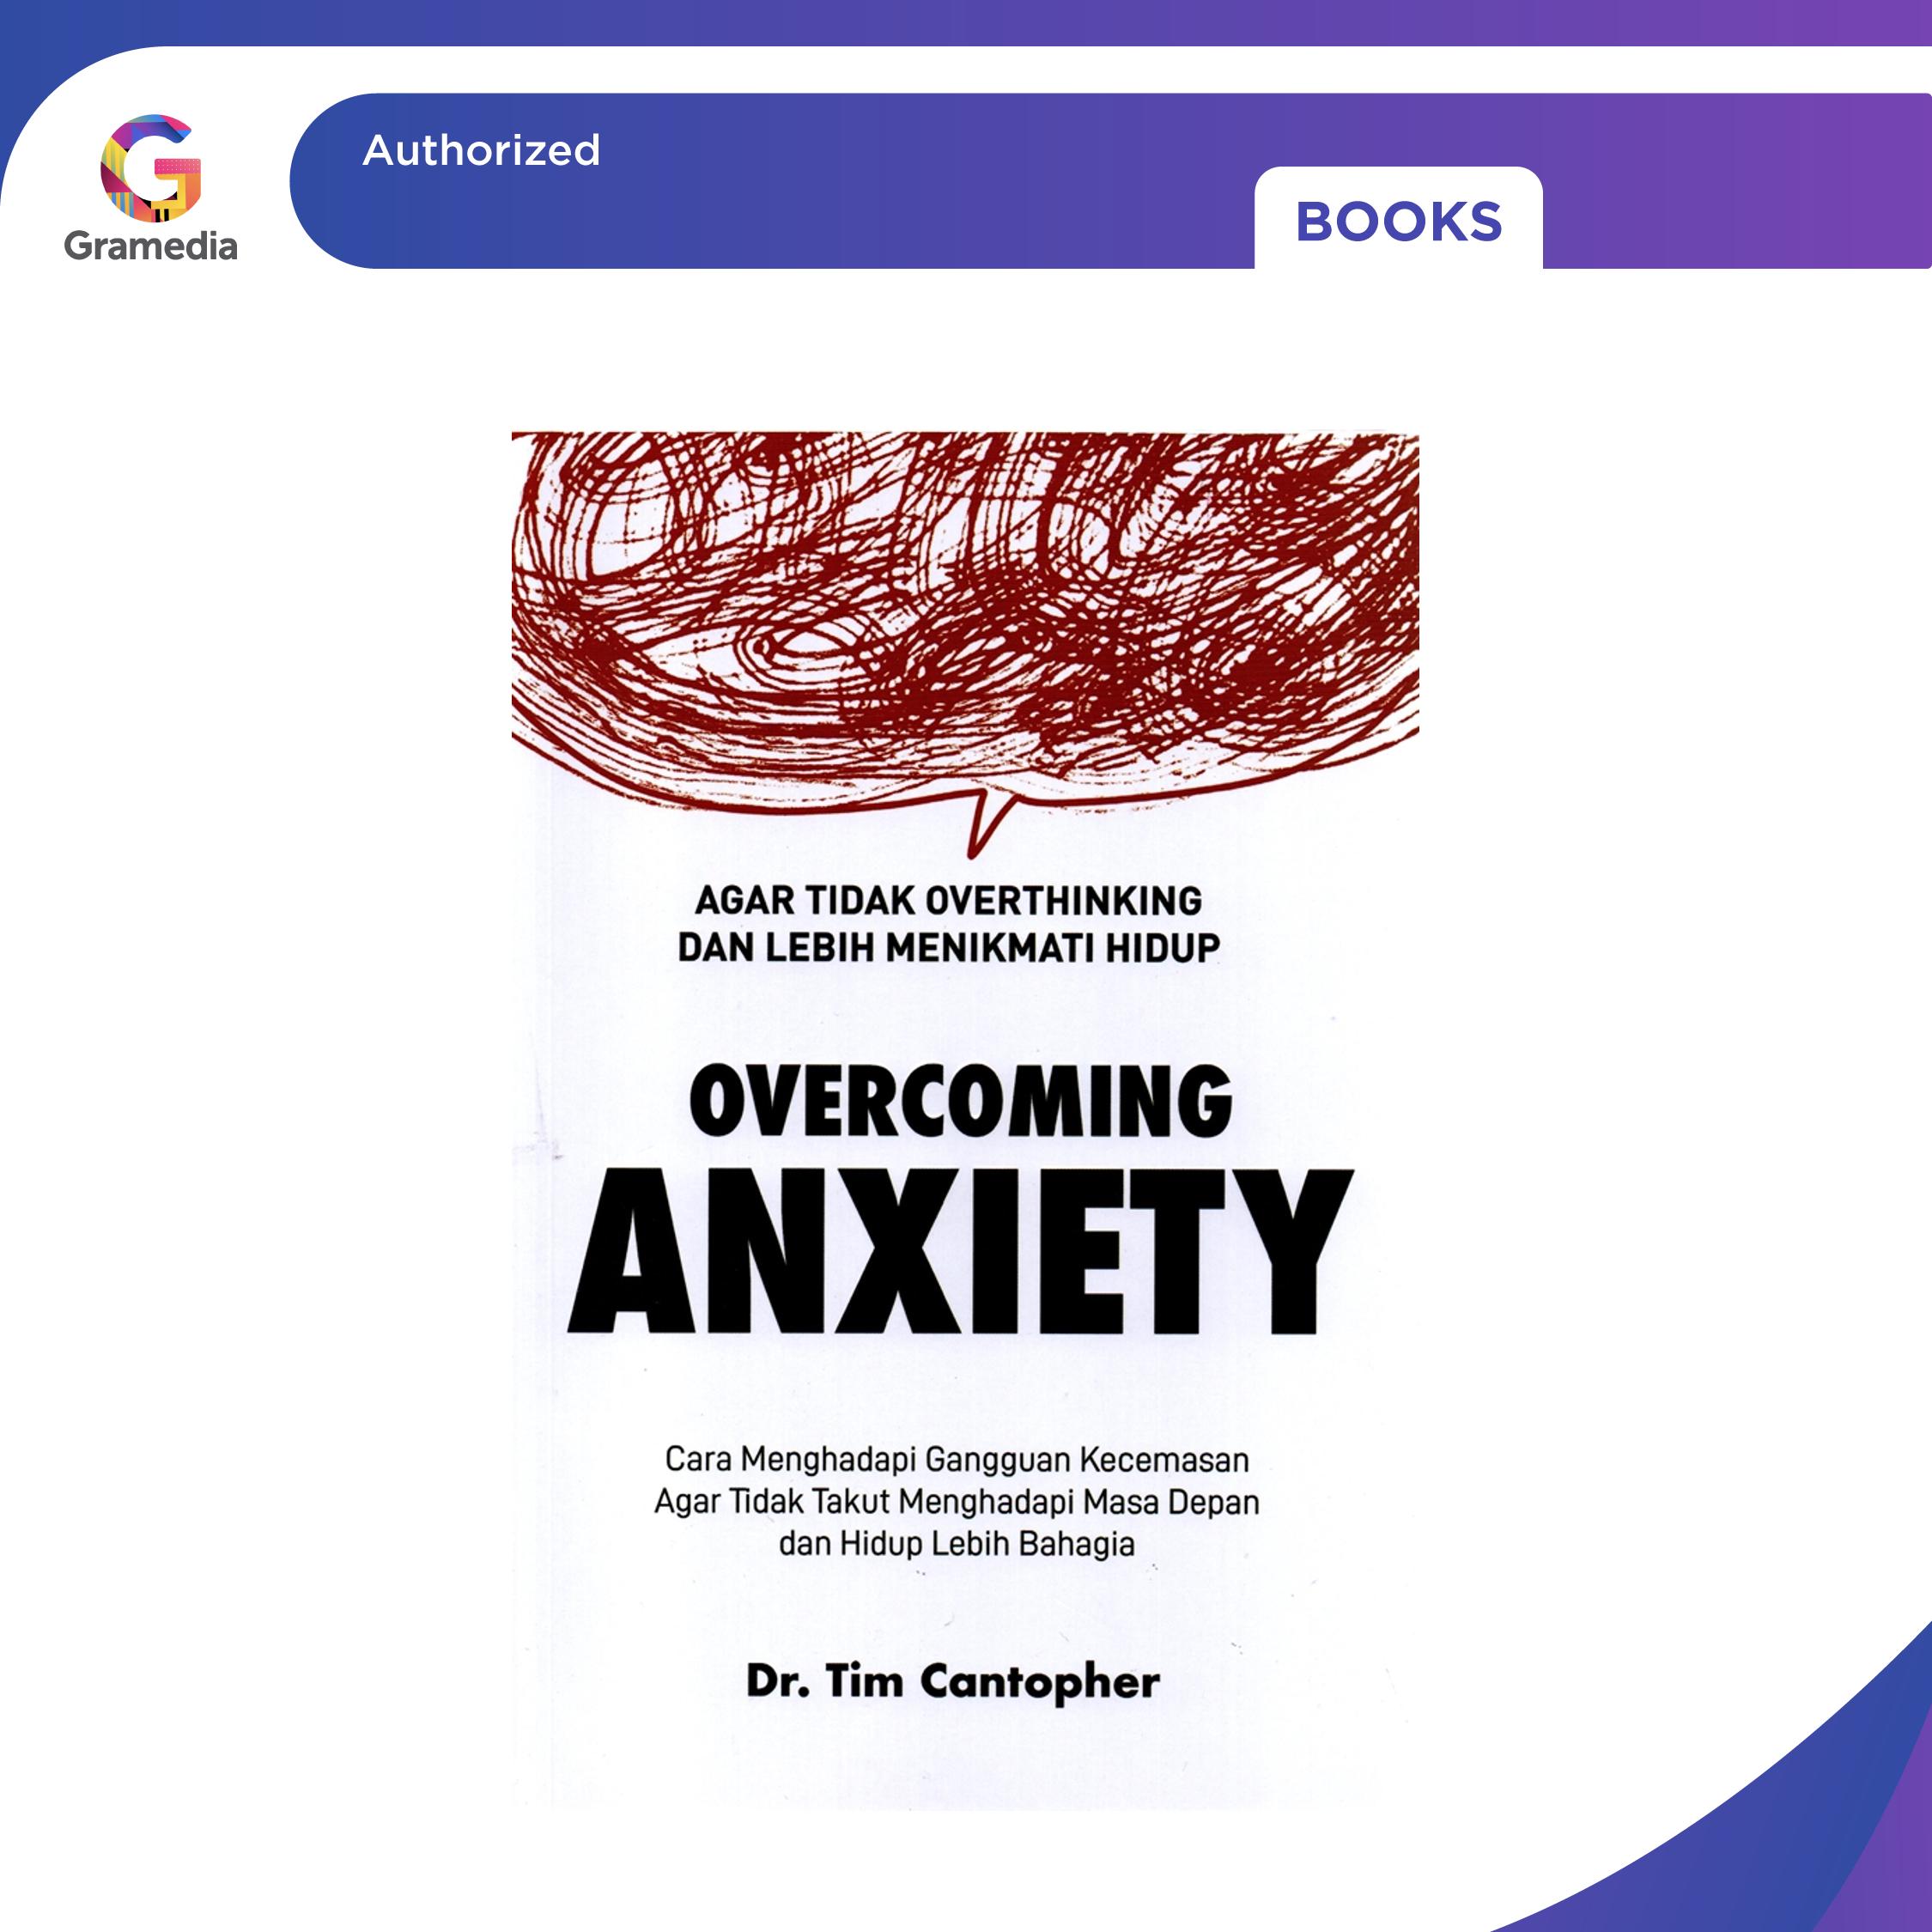 Gramedia
Authorized
BOOKS
AGAR TIDAK OVERTHINKING
DAN LEBIH MENIKMATI HIDUP
OVERCOMING
ANXIETY
Cara Menghadapi Gangguan Kecemasan
Agar Tidak Takut Menghadapi Masa Depan
dan Hidup Lebih Bahagia
Dr. Tim Cantopher